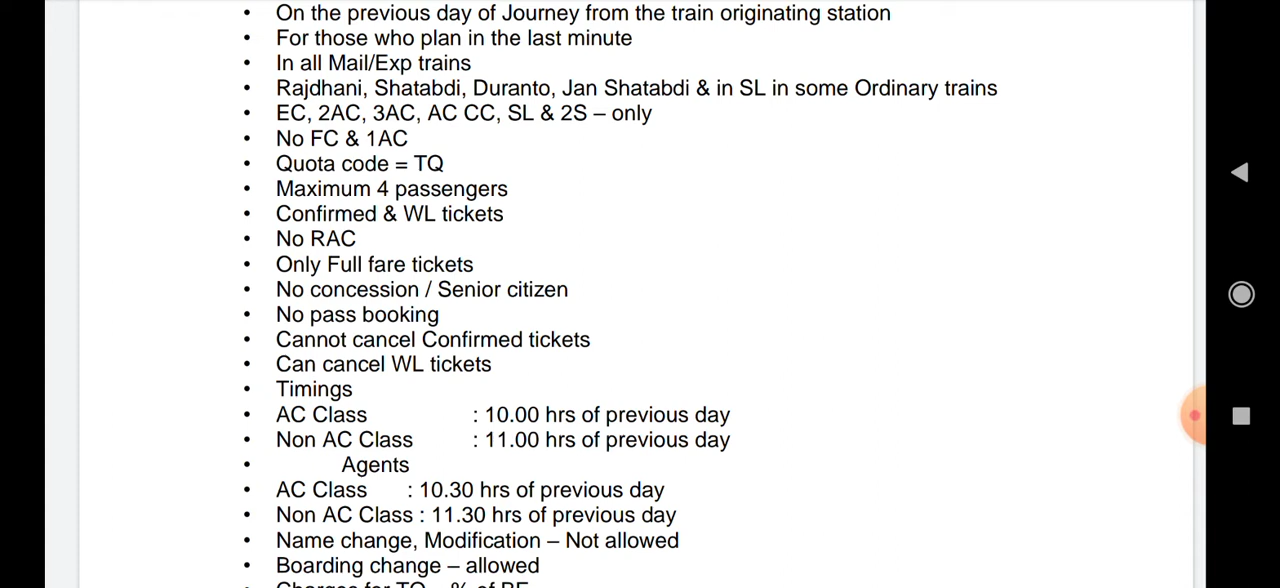 • On the previous day of Journey from the train originating station
• For those who plan in the last minute
• In all Mail/Exp trains
• Rajdhani, Shatabdi, Duranto, Jan Shatabdi & in SL in some Ordinary trains
• EC, 2AC, 3AC, AC CC, SL & 2S – only
• No FC & 1AC
• Quota code = TQ
• Maximum 4 passengers
• Confirmed & WL tickets
• No RAC
• Only Full fare tickets
• No concession / Senior citizen
• No pass booking
• Cannot cancel Confirmed tickets
• Can cancel WL tickets
• Timings
• AC Class : 10.00 hrs of previous day
• Non AC Class : 11.00 hrs of previous day
• Agents
• AC Class : 10.30 hrs of previous day
• Non AC Class : 11.30 hrs of previous day
• Name change, Modification – Not allowed
• Boarding change – allowed
• Charges for TQ – % of BF